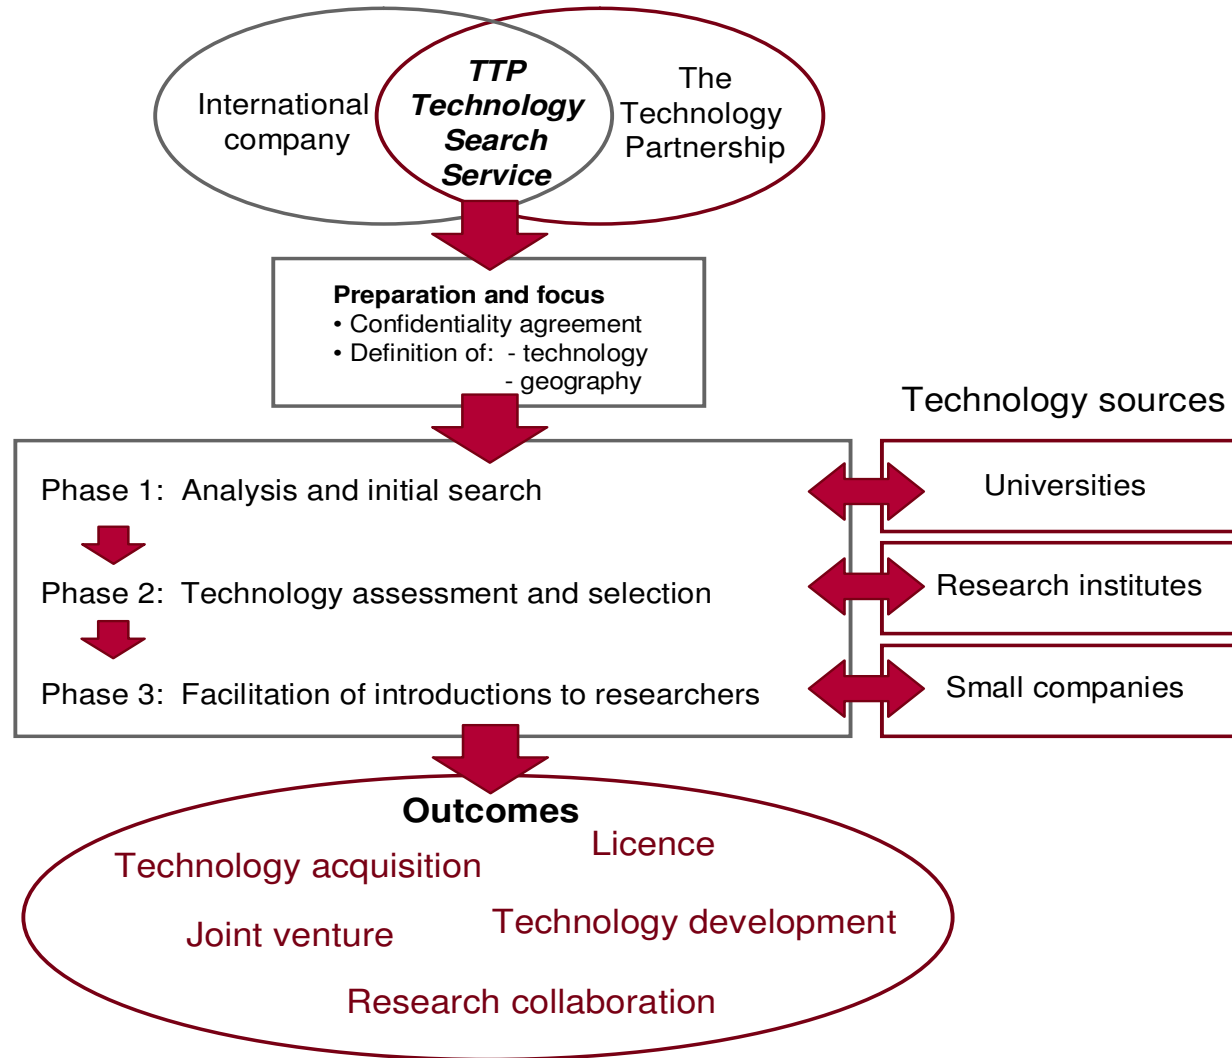 International
company
TTP
Technology
Search
Service
The
Technology
Partnership
Preparation and focus
• Confidentiality agreement
• Definition of:  - technology
- geography
Technology sources
Phase 1:  Analysis and initial search
Universities
Phase 2:  Technology assessment and selection
Research institutes
Phase 3:  Facilitation of introductions to researchers
Small companies
Outcomes
Licence
Technology acquisition
Technology development
Joint venture
Research collaboration